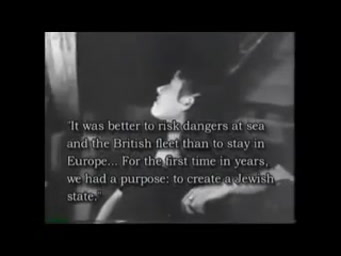 "It was better to risk dangers at sea
and the British fleet than to stay in
Europe... For the first time in years,
we had a purpose: to create a Jewish
state."